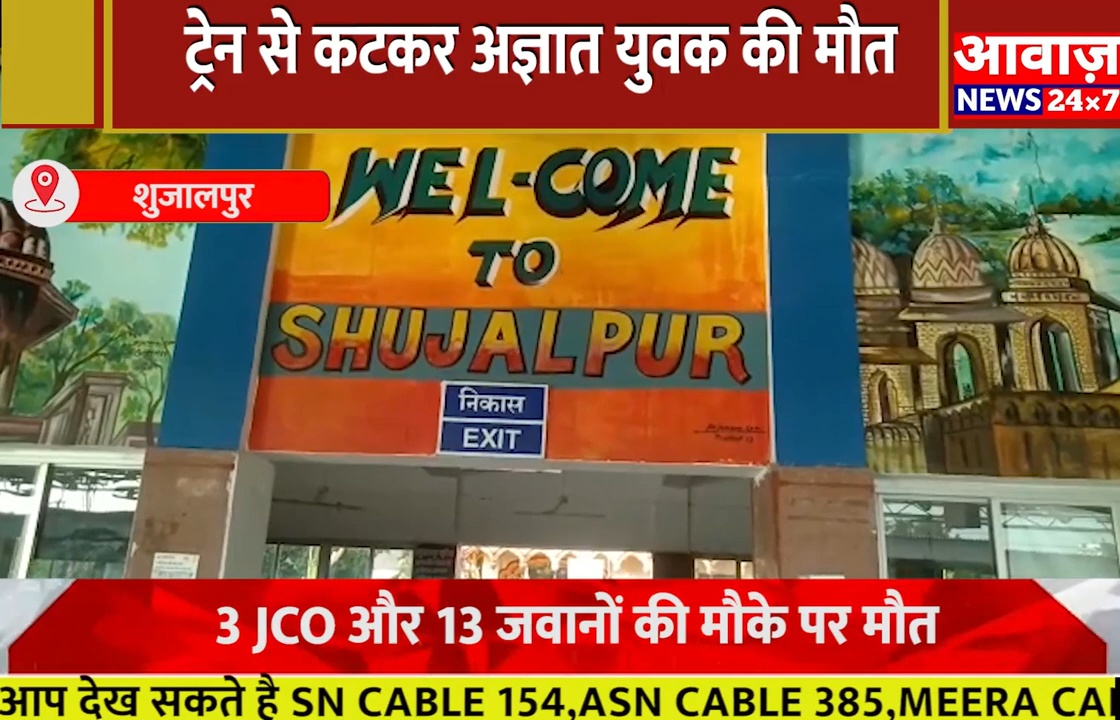 ट्रेन से कटकर अज्ञात युवक की मौत
आवाज़
NEWS 24×7
शुजालपुर
WEL-COME
TO
SHUJALPUR
निकास
EXIT
3 JCO और 13 जवानों की मौके पर मौत
आप देख सकते है SN CABLE 154,ASN CABLE 385,MEERA CA